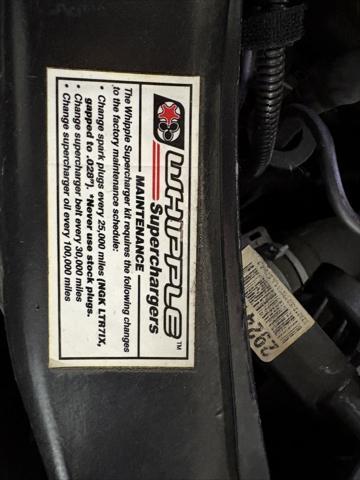 WHIPPLE™
Superchargers
MAINTENANCE
The Whipple Supercharger kit requires the following changes
to the factory maintenance schedule:
• Change spark plugs every 25,000 miles (NGK LTR7IX,
gapped to .028"). *Never use stock plugs.
• Change supercharger belt every 30,000 miles
• Change supercharger oil every 100,000 miles
2924